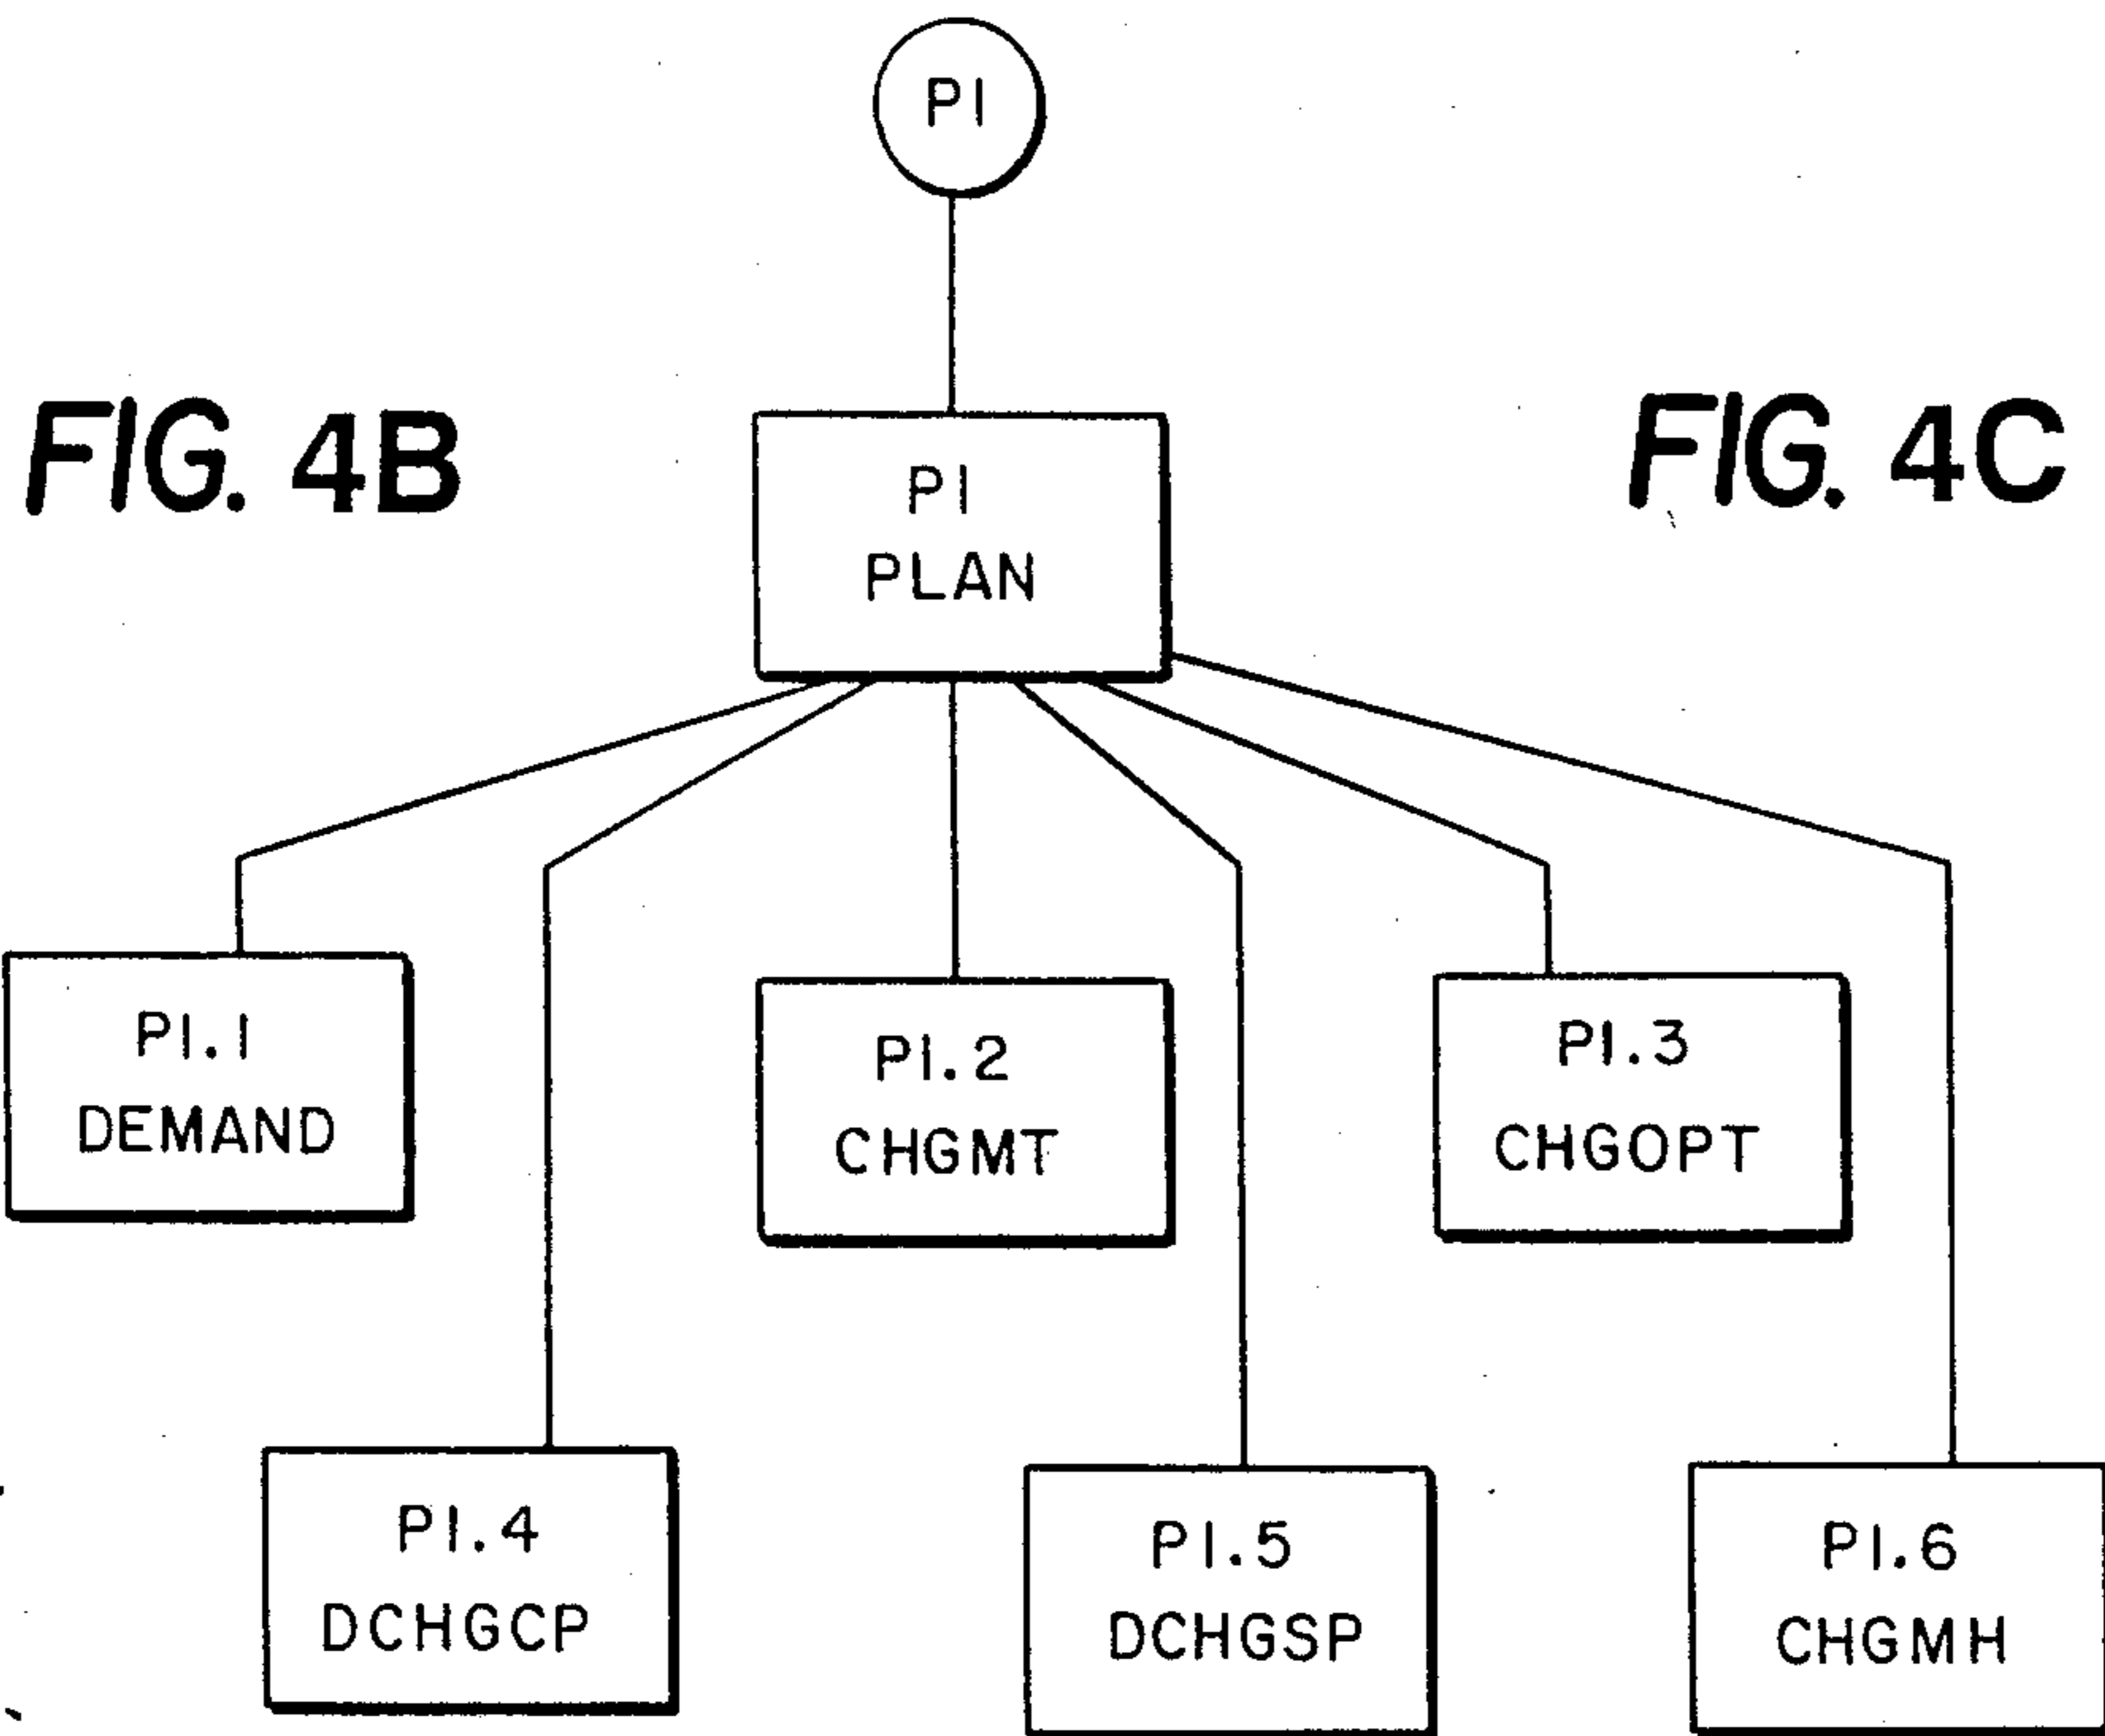 P1
FIG. 4B
FIG. 4C
P1
PLAN
P1.1
DEMAND
P1.2
CHGMT
P1.3
CHGOPT
P1.4
DCHGCP
P1.5
DCHGSP
P1.6
CHGMH